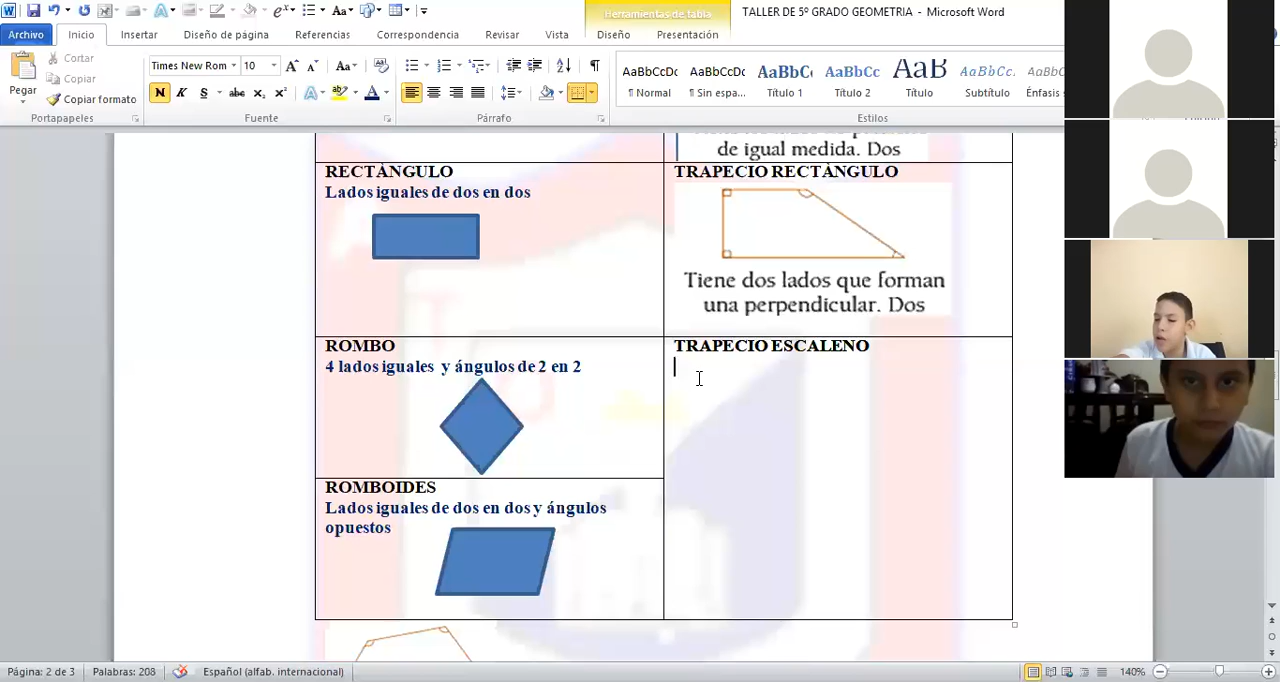 Herramientas de tabla
TALLER DE 5º GRADO GEOMETRIA - Microsoft Word
Archivo
Inicio
Insertar
Diseño de página
Referencias
Correspondencia
Revisar
Vista
Diseño
Presentación
Pegar
Cortar
Copiar
Copiar formato
Portapapeles
Times New Rom
10
Fuente
Párrafo
AaBbCcDc
¶ Normal
AaBbCcDc
¶ Sin espa...
AaBbC
Título 1
AaBbCc
Título 2
AaB
Título
AaBbCc.
Subtítulo
AaBbCc
Énfasis
Estilos
de igual medida. Dos
RECTÁNGULO
Lados iguales de dos en dos
TRAPECIO RECTÁNGULO
Tiene dos lados que forman
una perpendicular. Dos
ROMBO
4 lados iguales y ángulos de 2 en 2
TRAPECIO ESCALENO
ROMBOIDES
Lados iguales de dos en dos y ángulos
opuestos
Página: 2 de 3
Palabras: 208
Español (alfab. internacional)
140%